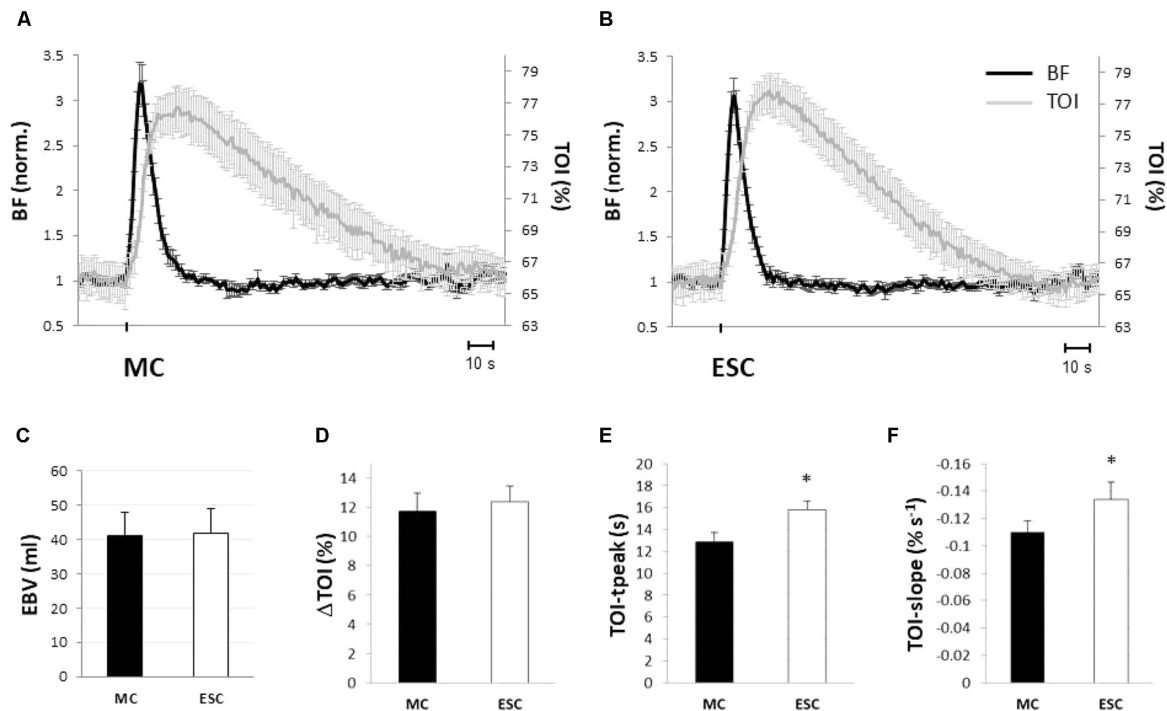 A
BF (norm.)
3.5
3
2.5
2
1.5
1
0.5
79
77
75
73
71
69
67
65
63
TOI (%)
MC
10 s
B
BF (norm.)
3.5
3
2.5
2
1.5
1
0.5
BF
TOI
79
77
75
73
71
69
67
65
63
TOI (%)
ESC
10 s
C
EBV (ml)
60
50
40
30
20
10
0
MC ESC
D
ΔTOI (%)
14
12
10
8
6
4
2
0
MC ESC
E
TOI-tpeak (s)
20
18
16
14
12
10
8
6
4
2
0
*
MC ESC
F
TOI-slope (% s⁻¹)
-0.16
-0.14
-0.12
-0.1
-0.08
-0.06
-0.04
-0.02
0
*
MC ESC